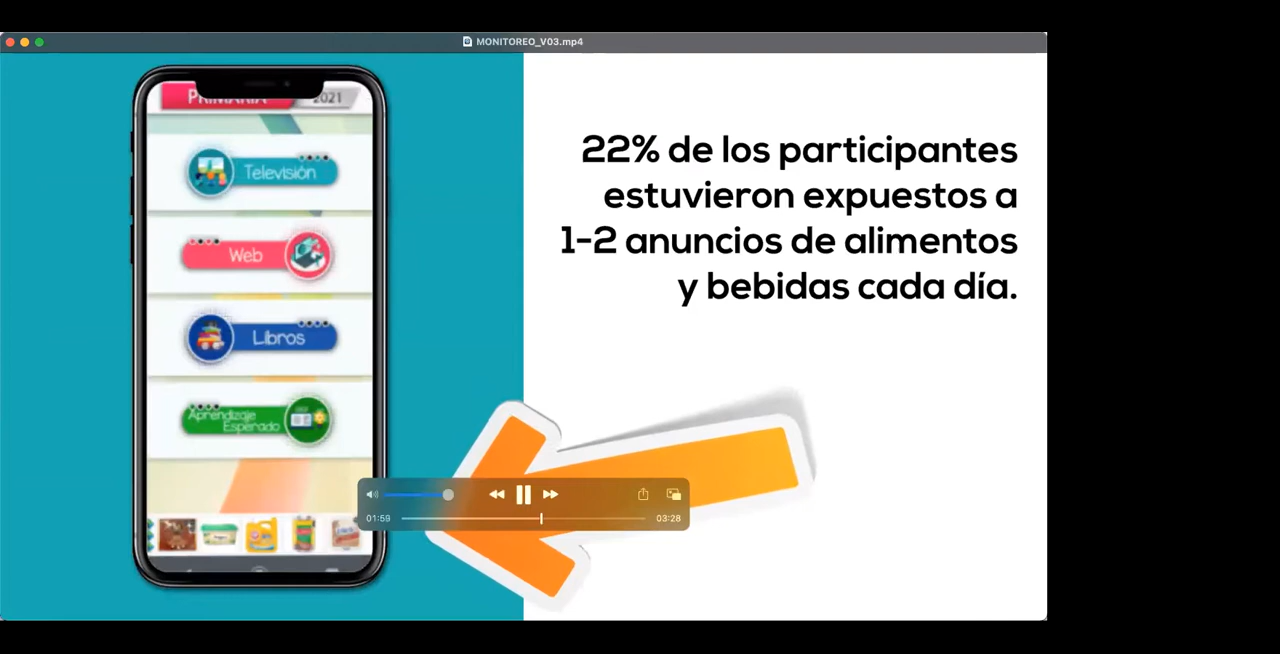 MONITOREO_V03.mp4
PRIMARIA
2021
Televisión
Web
Libros
Aprendizaje
Esperado
22% de los participantes
estuvieron expuestos a
1-2 anuncios de alimentos
y bebidas cada día.
01:59
03:28